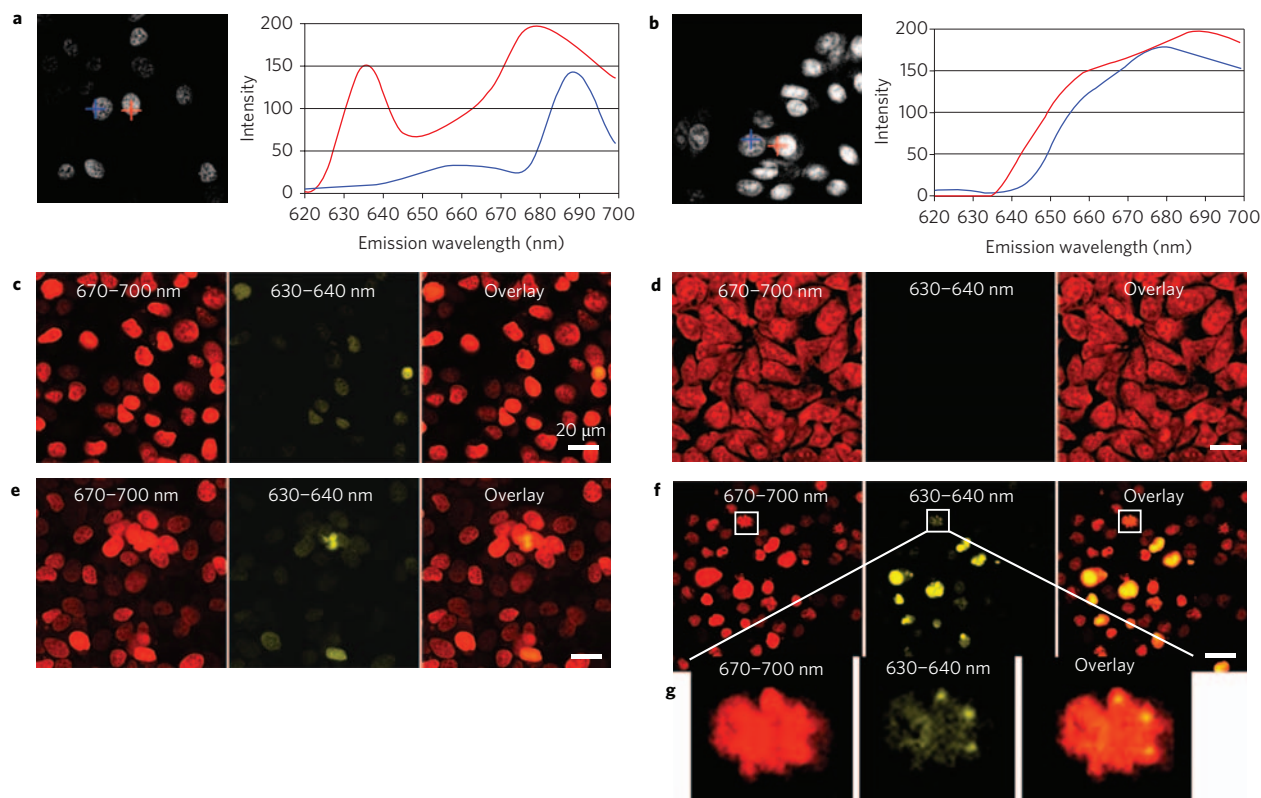 a
200
150
100
50
0
Intensity
620 630 640 650 660 670 680 690 700
Emission wavelength (nm)
b
200
150
100
50
0
Intensity
620 630 640 650 660 670 680 690 700
Emission wavelength (nm)
c
670–700 nm 630–640 nm Overlay
20 μm
d
670–700 nm 630–640 nm Overlay
e
670–700 nm 630–640 nm Overlay
f
670–700 nm 630–640 nm Overlay
g
670–700 nm 630–640 nm Overlay